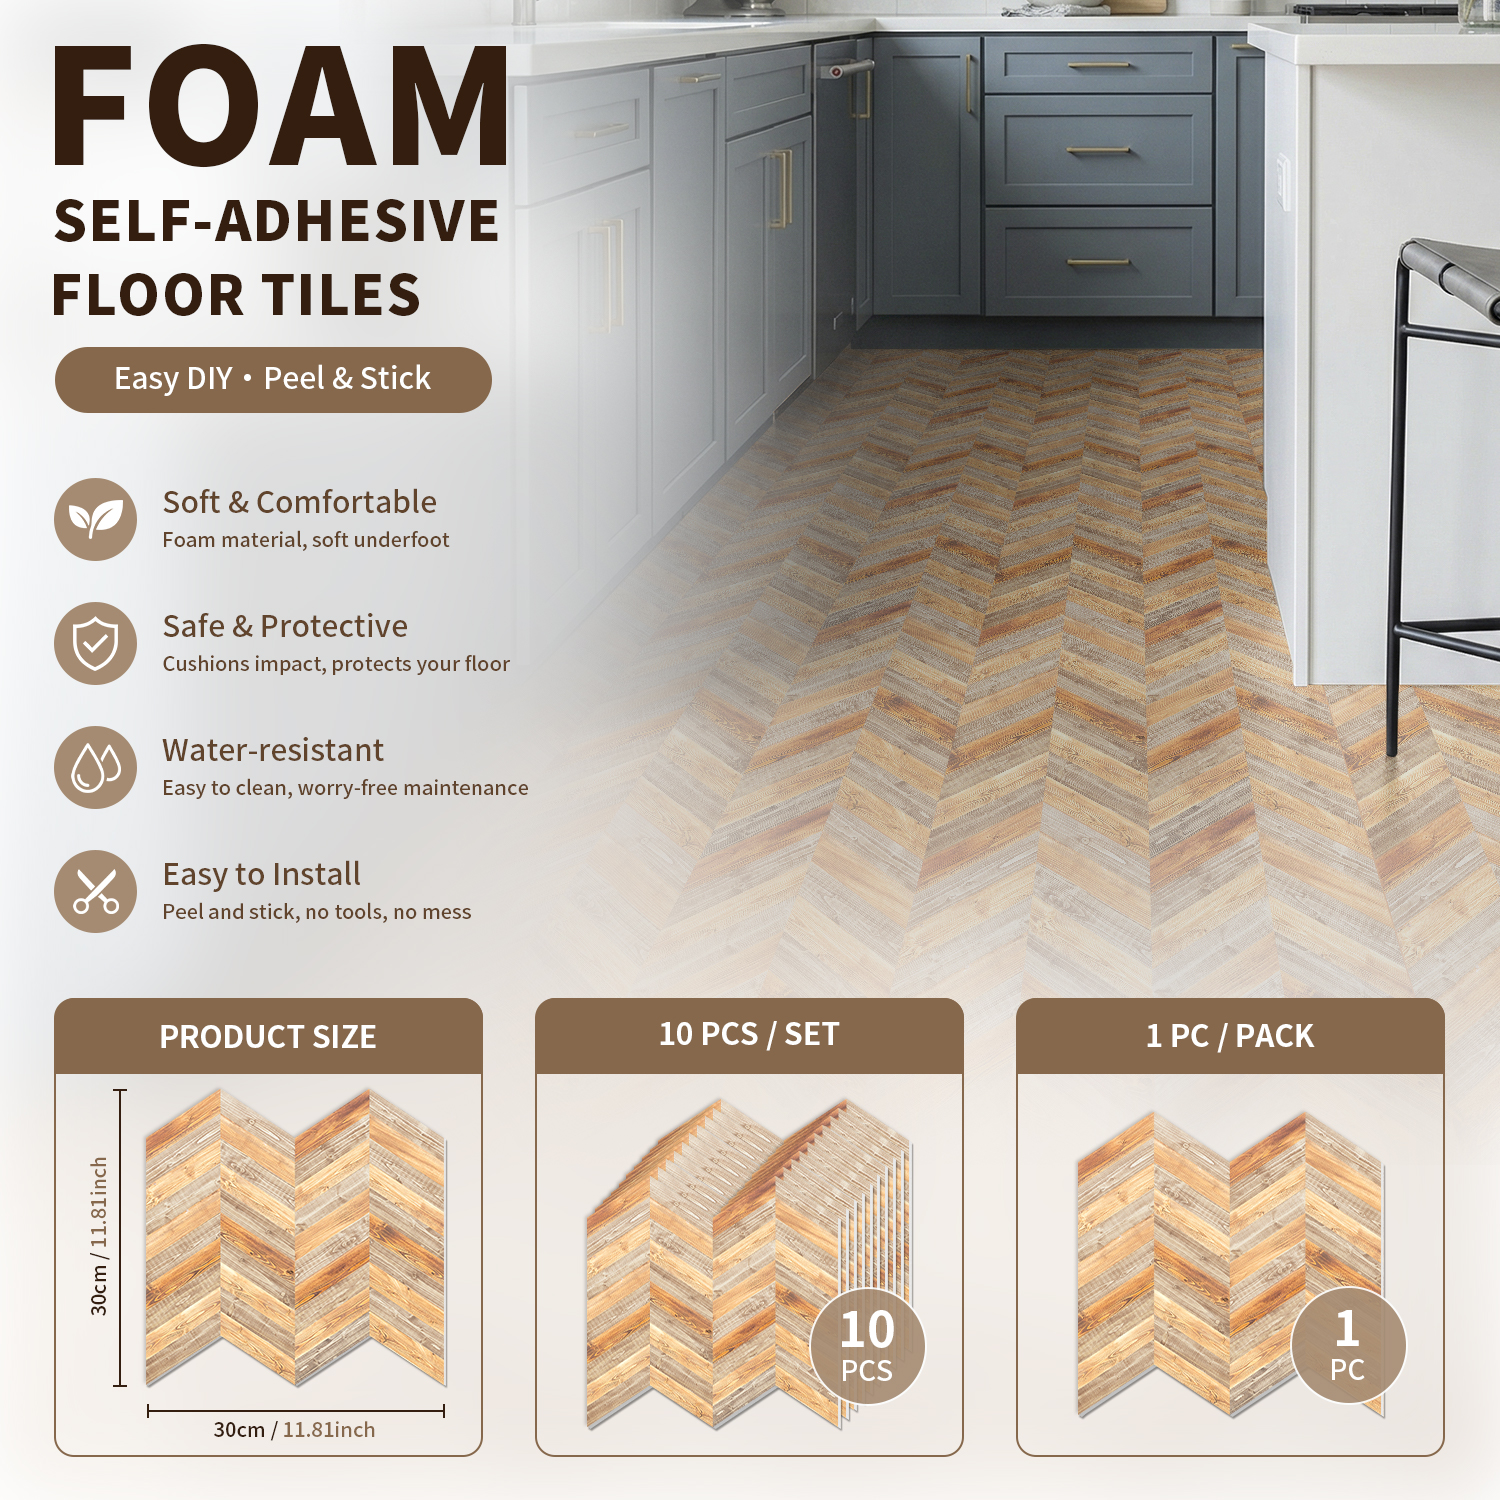 FOAM
SELF-ADHESIVE
FLOOR TILES
Easy DIY • Peel & Stick
Soft & Comfortable
Foam material, soft underfoot
Safe & Protective
Cushions impact, protects your floor
Water-resistant
Easy to clean, worry-free maintenance
Easy to Install
Peel and stick, no tools, no mess
PRODUCT SIZE
30cm / 11.81inch
30cm / 11.81inch
10 PCS / SET
10
PCS
1 PC / PACK
1
PC